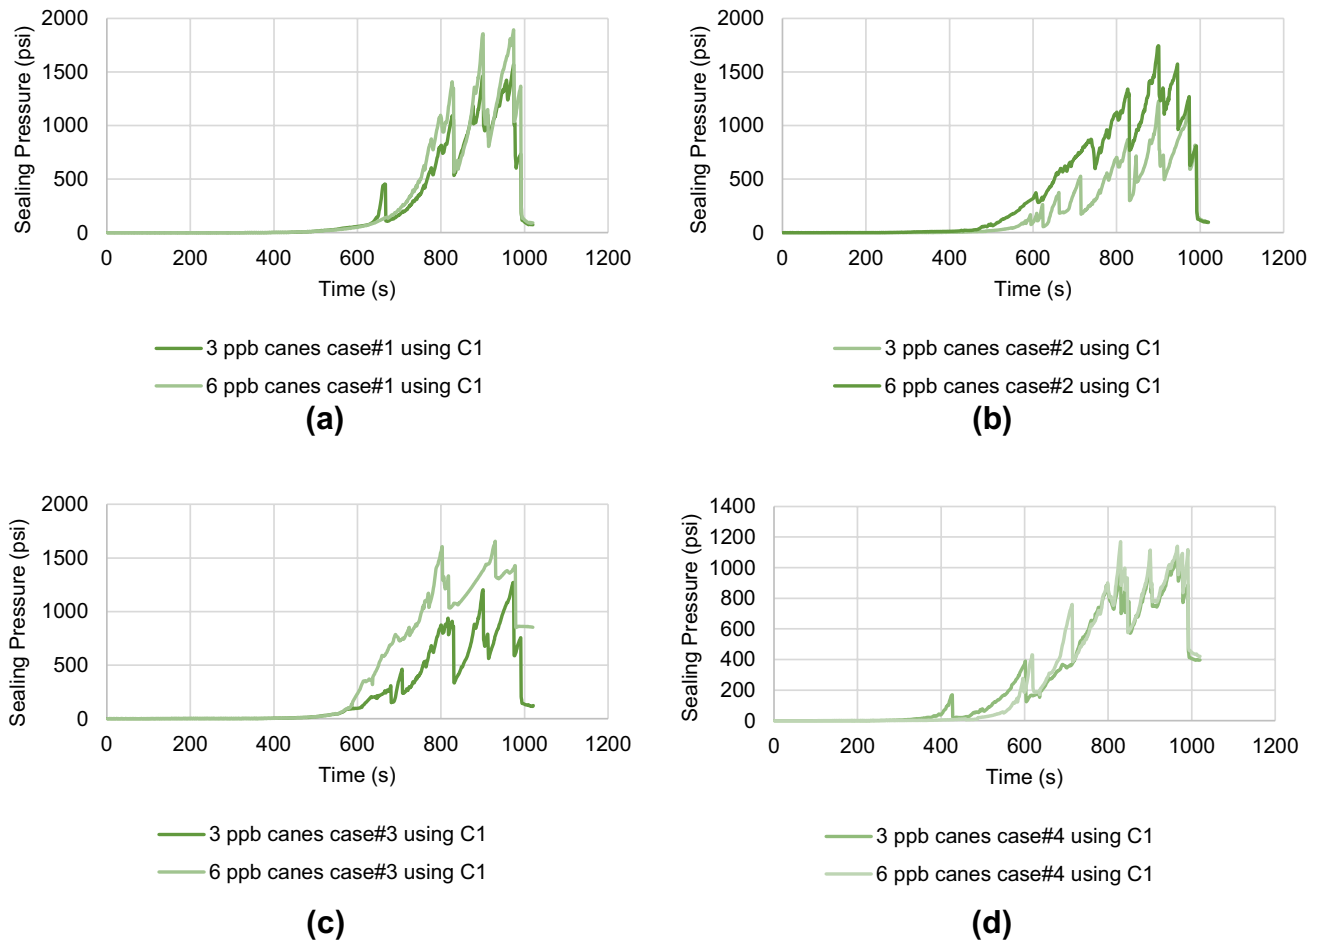 2000
1500
1000
500
0
Sealing Pressure (psi)
0 200 400 600 800 1000 1200
Time (s)
3 ppb canes case#1 using C1
6 ppb canes case#1 using C1
(a)
2000
1500
1000
500
0
Sealing Pressure (psi)
0 200 400 600 800 1000 1200
Time (s)
3 ppb canes case#2 using C1
6 ppb canes case#2 using C1
(b)
2000
1500
1000
500
0
Sealing Pressure (psi)
0 200 400 600 800 1000 1200
Time (s)
3 ppb canes case#3 using C1
6 ppb canes case#3 using C1
(c)
1400
1200
1000
800
600
400
200
0
Sealing Pressure (psi)
0 200 400 600 800 1000 1200
Time (s)
3 ppb canes case#4 using C1
6 ppb canes case#4 using C1
(d)